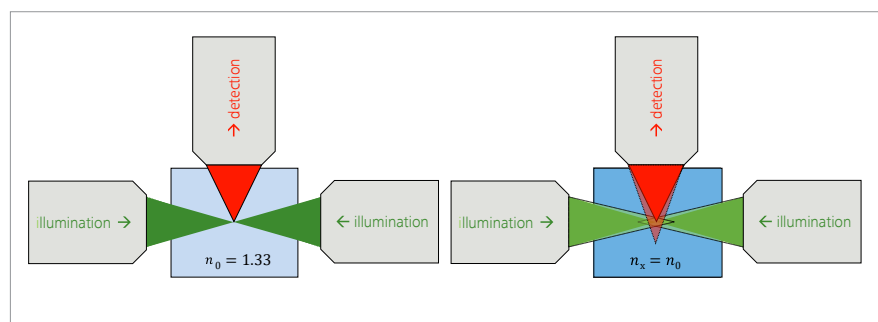 → detection
illumination →
← illumination
n₀ = 1.33
→ detection
illumination →
← illumination
nₓ = n₀